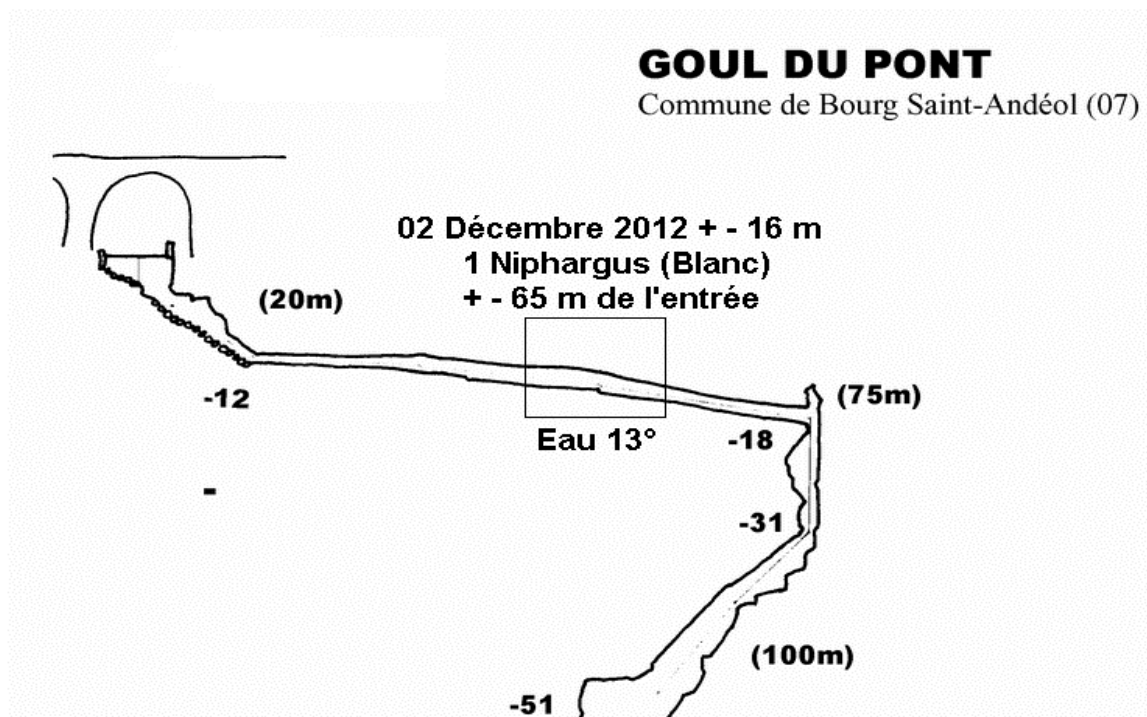 GOUL DU PONT
Commune de Bourg Saint-Andéol (07)
02 Décembre 2012 + - 16 m
1 Niphargus (Blanc)
+ - 65 m de l'entrée
(20m)
-12
(75m)
Eau 13°
-18
-
-31
(100m)
-51